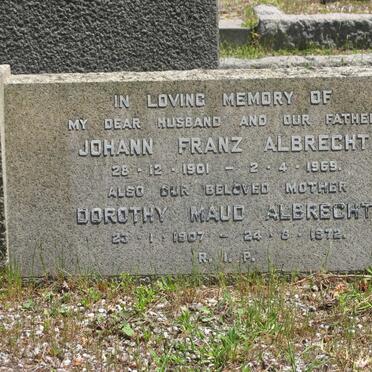 IN LOVING MEMORY OF
MY DEAR HUSBAND AND OUR FATHER
JOHANN FRANZ ALBRECHT
28 · 12 · 1901 – 2 · 4 · 1969.
ALSO OUR BELOVED MOTHER
DOROTHY MAUD ALBRECHT
23 · 1 · 1907 – 24 · 8 · 1972.
R. I. P.